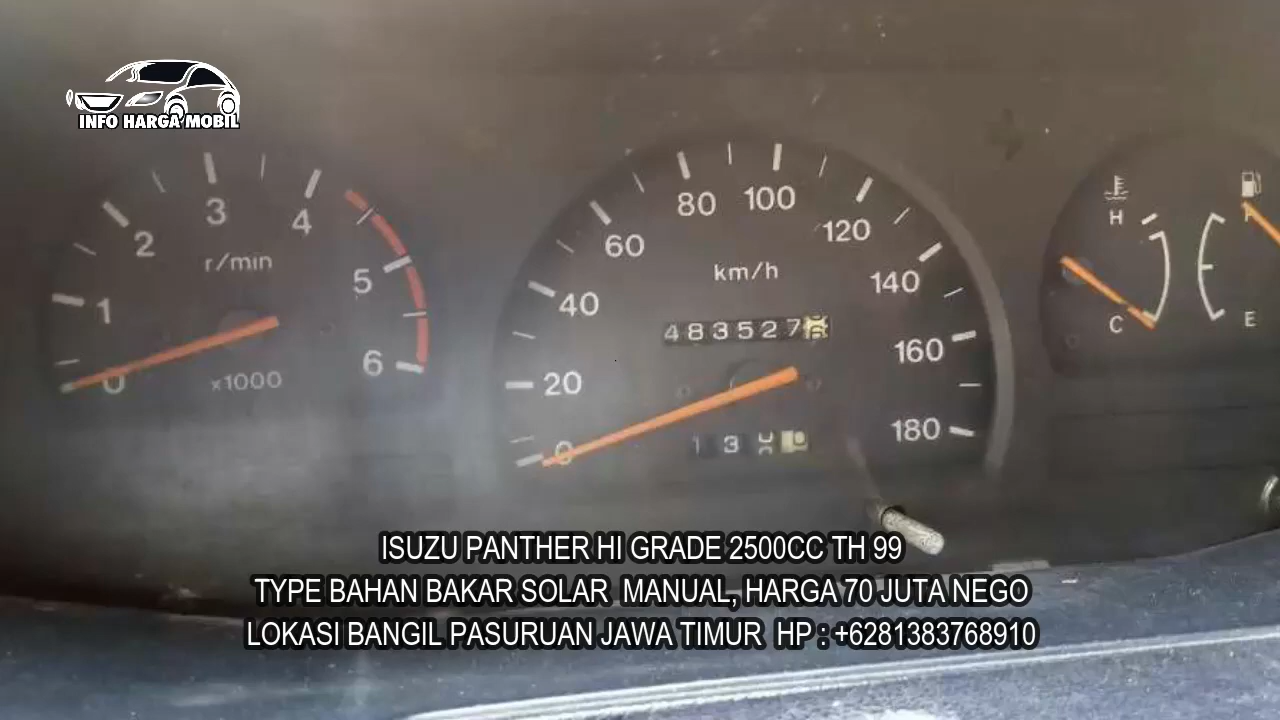 INFO HARGA MOBIL
0
1
2
3
4
5
6
r/min
x1000
0
20
40
60
80
100
120
140
160
180
km/h
483527
13
H
C
F
E
ISUZU PANTHER HI GRADE 2500CC TH 99
TYPE BAHAN BAKAR SOLAR MANUAL, HARGA 70 JUTA NEGO
LOKASI BANGIL PASURUAN JAWA TIMUR HP : +6281383768910